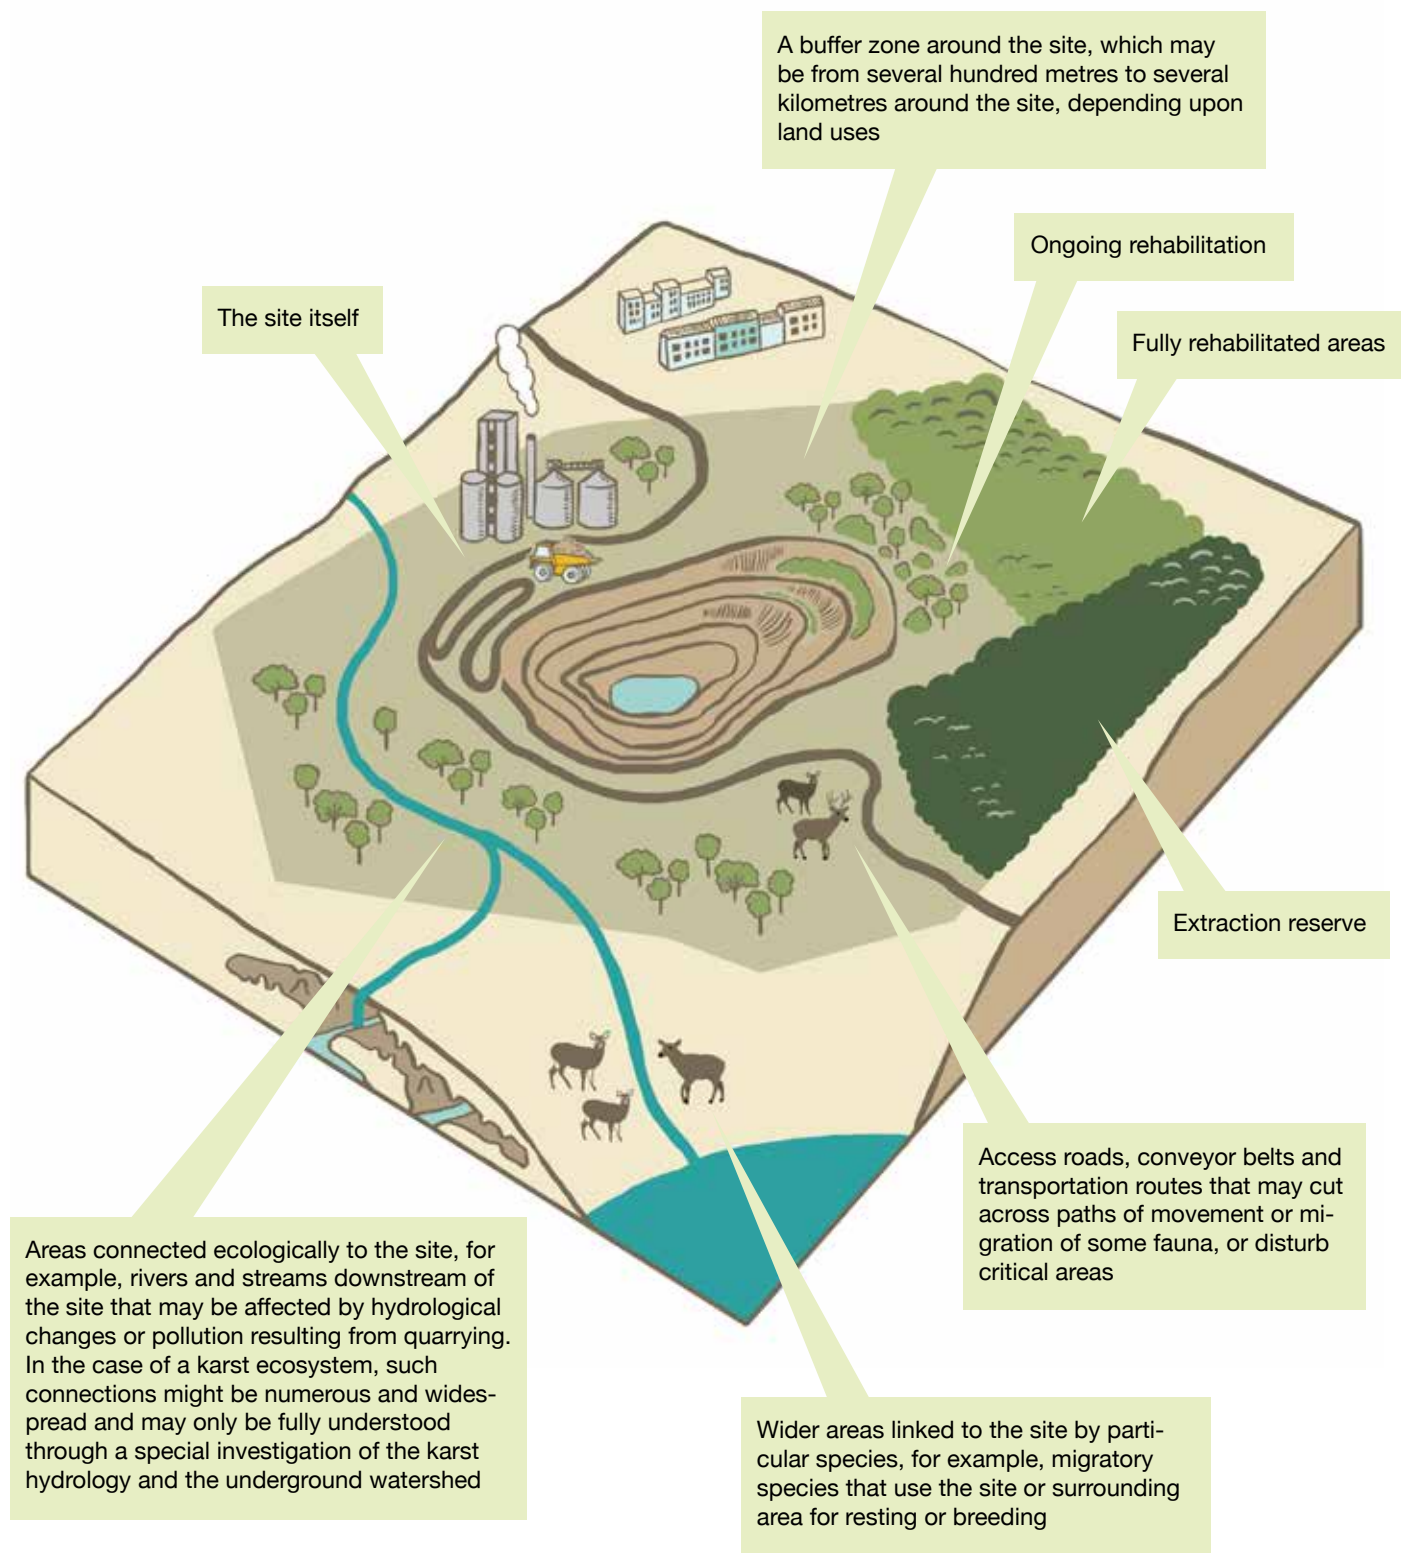 A buffer zone around the site, which may
be from several hundred metres to several
kilometres around the site, depending upon
land uses
Ongoing rehabilitation
The site itself
Fully rehabilitated areas
Extraction reserve
Access roads, conveyor belts and
transportation routes that may cut
across paths of movement or mi-
gration of some fauna, or disturb
critical areas
Areas connected ecologically to the site, for
example, rivers and streams downstream of
the site that may be affected by hydrological
changes or pollution resulting from quarrying.
In the case of a karst ecosystem, such
connections might be numerous and wides-
pread and may only be fully understood
through a special investigation of the karst
hydrology and the underground watershed
Wider areas linked to the site by parti-
cular species, for example, migratory
species that use the site or surrounding
area for resting or breeding